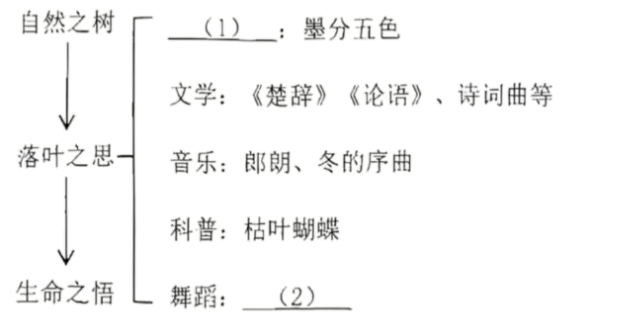 自然之树
（1）：墨分五色
文学：《楚辞》《论语》、诗词曲等
落叶之思
音乐：郎朗、冬的序曲
科普：枯叶蝴蝶
生命之悟
舞蹈：（2）